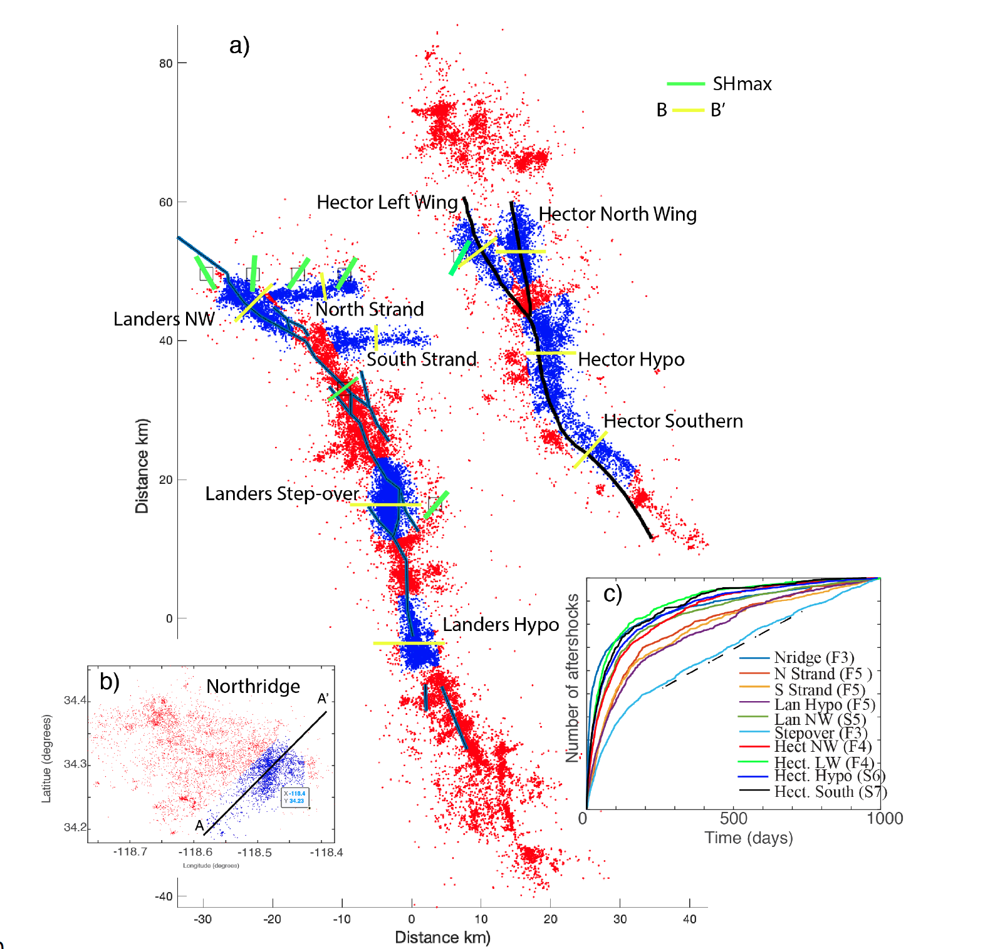 a)
80
60
40
20
0
-40
Distance km)
-30
-20
-10
0
10
20
30
40
Distance km)
SHmax
B B'
Hector Left Wing
Hector North Wing
Landers NW
North Strand
South Strand
Hector Hypo
Hector Southern
Landers Step-over
Landers Hypo
b)
Northridge
A'
A
X -118.4
Y 34.23
34.4
34.3
34.2
Latitue (degrees)
-118.7
-118.6
-118.5
-118.4
Longitude (degrees)
c)
Number of aftershocks
Nridge (F3)
N Strand (F5 )
S Strand (F5)
Lan Hypo (F5)
Lan NW (S5)
Stepover (F3)
Hect NW (F4)
Hect. LW (F4)
Hect. Hypo (S6)
Hect. South (S7)
0
500
1000
Time (days)